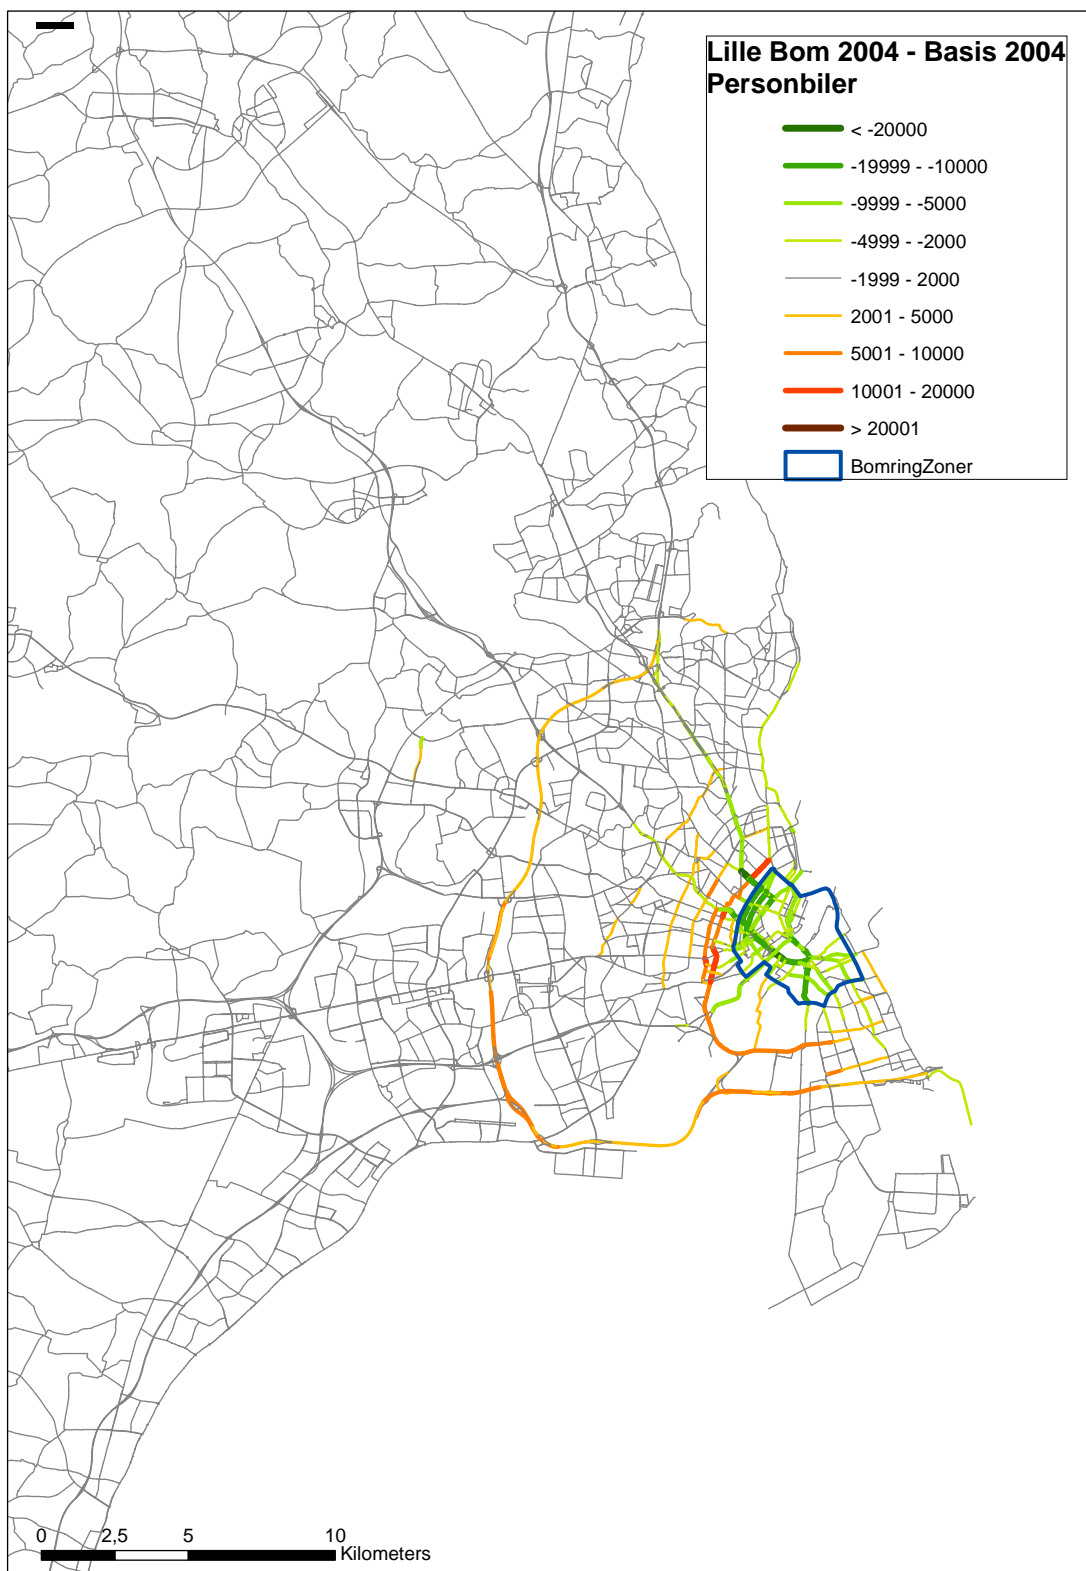 Lille Bom 2004 - Basis 2004
Personbiler
< -20000
-19999 - -10000
-9999 - -5000
-4999 - -2000
-1999 - 2000
2001 - 5000
5001 - 10000
10001 - 20000
> 20001
BomringZoner
0 2,5 5 10
Kilometers